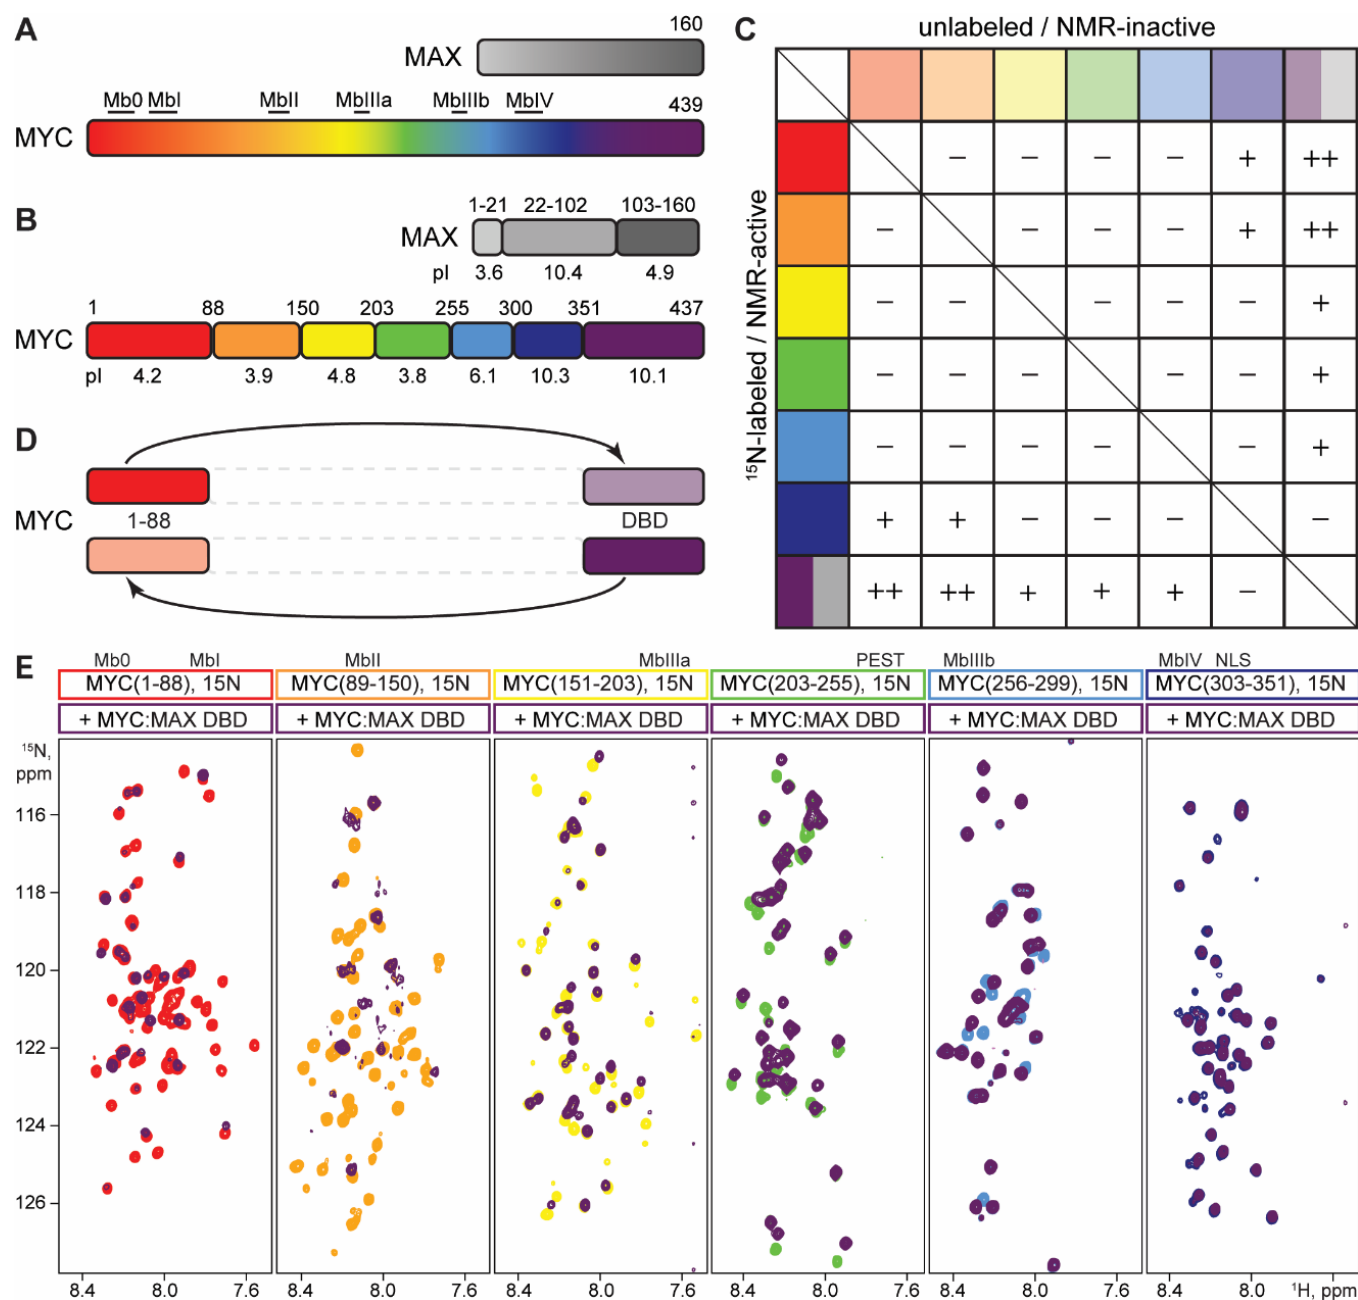 A
160
MAX
Mb0 MbI MbII MbIIIa MbIIIb MbIV
439
MYC
B
1-21 22-102 103-160
MAX
pI 3.6 10.4 4.9
1 88 150 203 255 300 351 437
MYC
pI 4.2 3.9 4.8 3.8 6.1 10.3 10.1
C
unlabeled / NMR-inactive
15N-labeled / NMR-active
− − − − + ++
− − − − + ++
− − − − − +
− − − − − +
− − − − − +
+ + − − − −
++ ++ + + + −
D
MYC
1-88 DBD
E
Mb0 MbI MbII MbIIIa PEST MbIIIb MbIV NLS
MYC(1-88), 15N MYC(89-150), 15N MYC(151-203), 15N MYC(203-255), 15N MYC(256-299), 15N MYC(303-351), 15N
+ MYC:MAX DBD + MYC:MAX DBD + MYC:MAX DBD + MYC:MAX DBD + MYC:MAX DBD + MYC:MAX DBD
15N,
ppm
116
118
120
122
124
126
8.4 8.0 7.6 8.4 8.0 7.6 8.4 8.0 7.6 8.4 8.0 7.6 8.4 8.0 7.6 8.4 8.0 1H, ppm